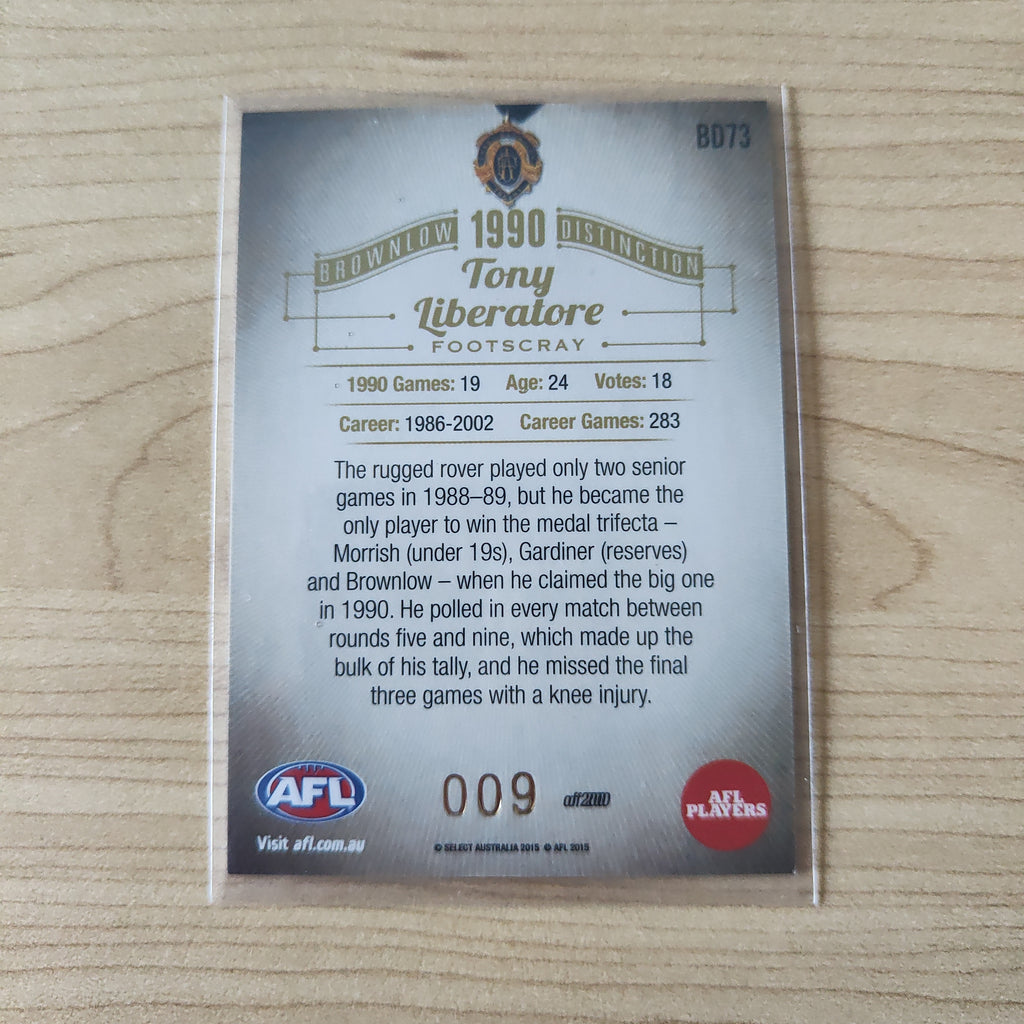 BD73
BROWNLOW 1990 DISTINCTION
Tony
Liberatore
FOOTSCRAY
1990 Games: 19 Age: 24 Votes: 18
Career: 1986-2002 Career Games: 283
The rugged rover played only two senior
games in 1988–89, but he became the
only player to win the medal trifecta –
Morrish (under 19s), Gardiner (reserves)
and Brownlow – when he claimed the big one
in 1990. He polled in every match between
rounds five and nine, which made up the
bulk of his tally, and he missed the final
three games with a knee injury.
AFL
009
AFL
PLAYERS
Visit afl.com.au
© SELECT AUSTRALIA 2015 © AFL 2015